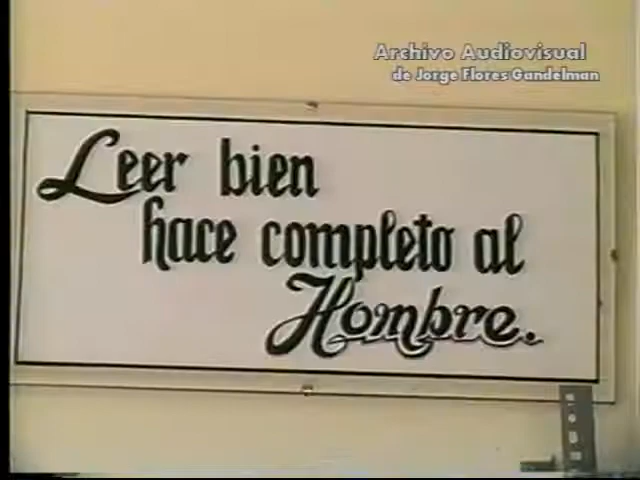 Archivo Audiovisual
de Jorge Flores Gandelman
Leer bien
hace completo al
Hombre.